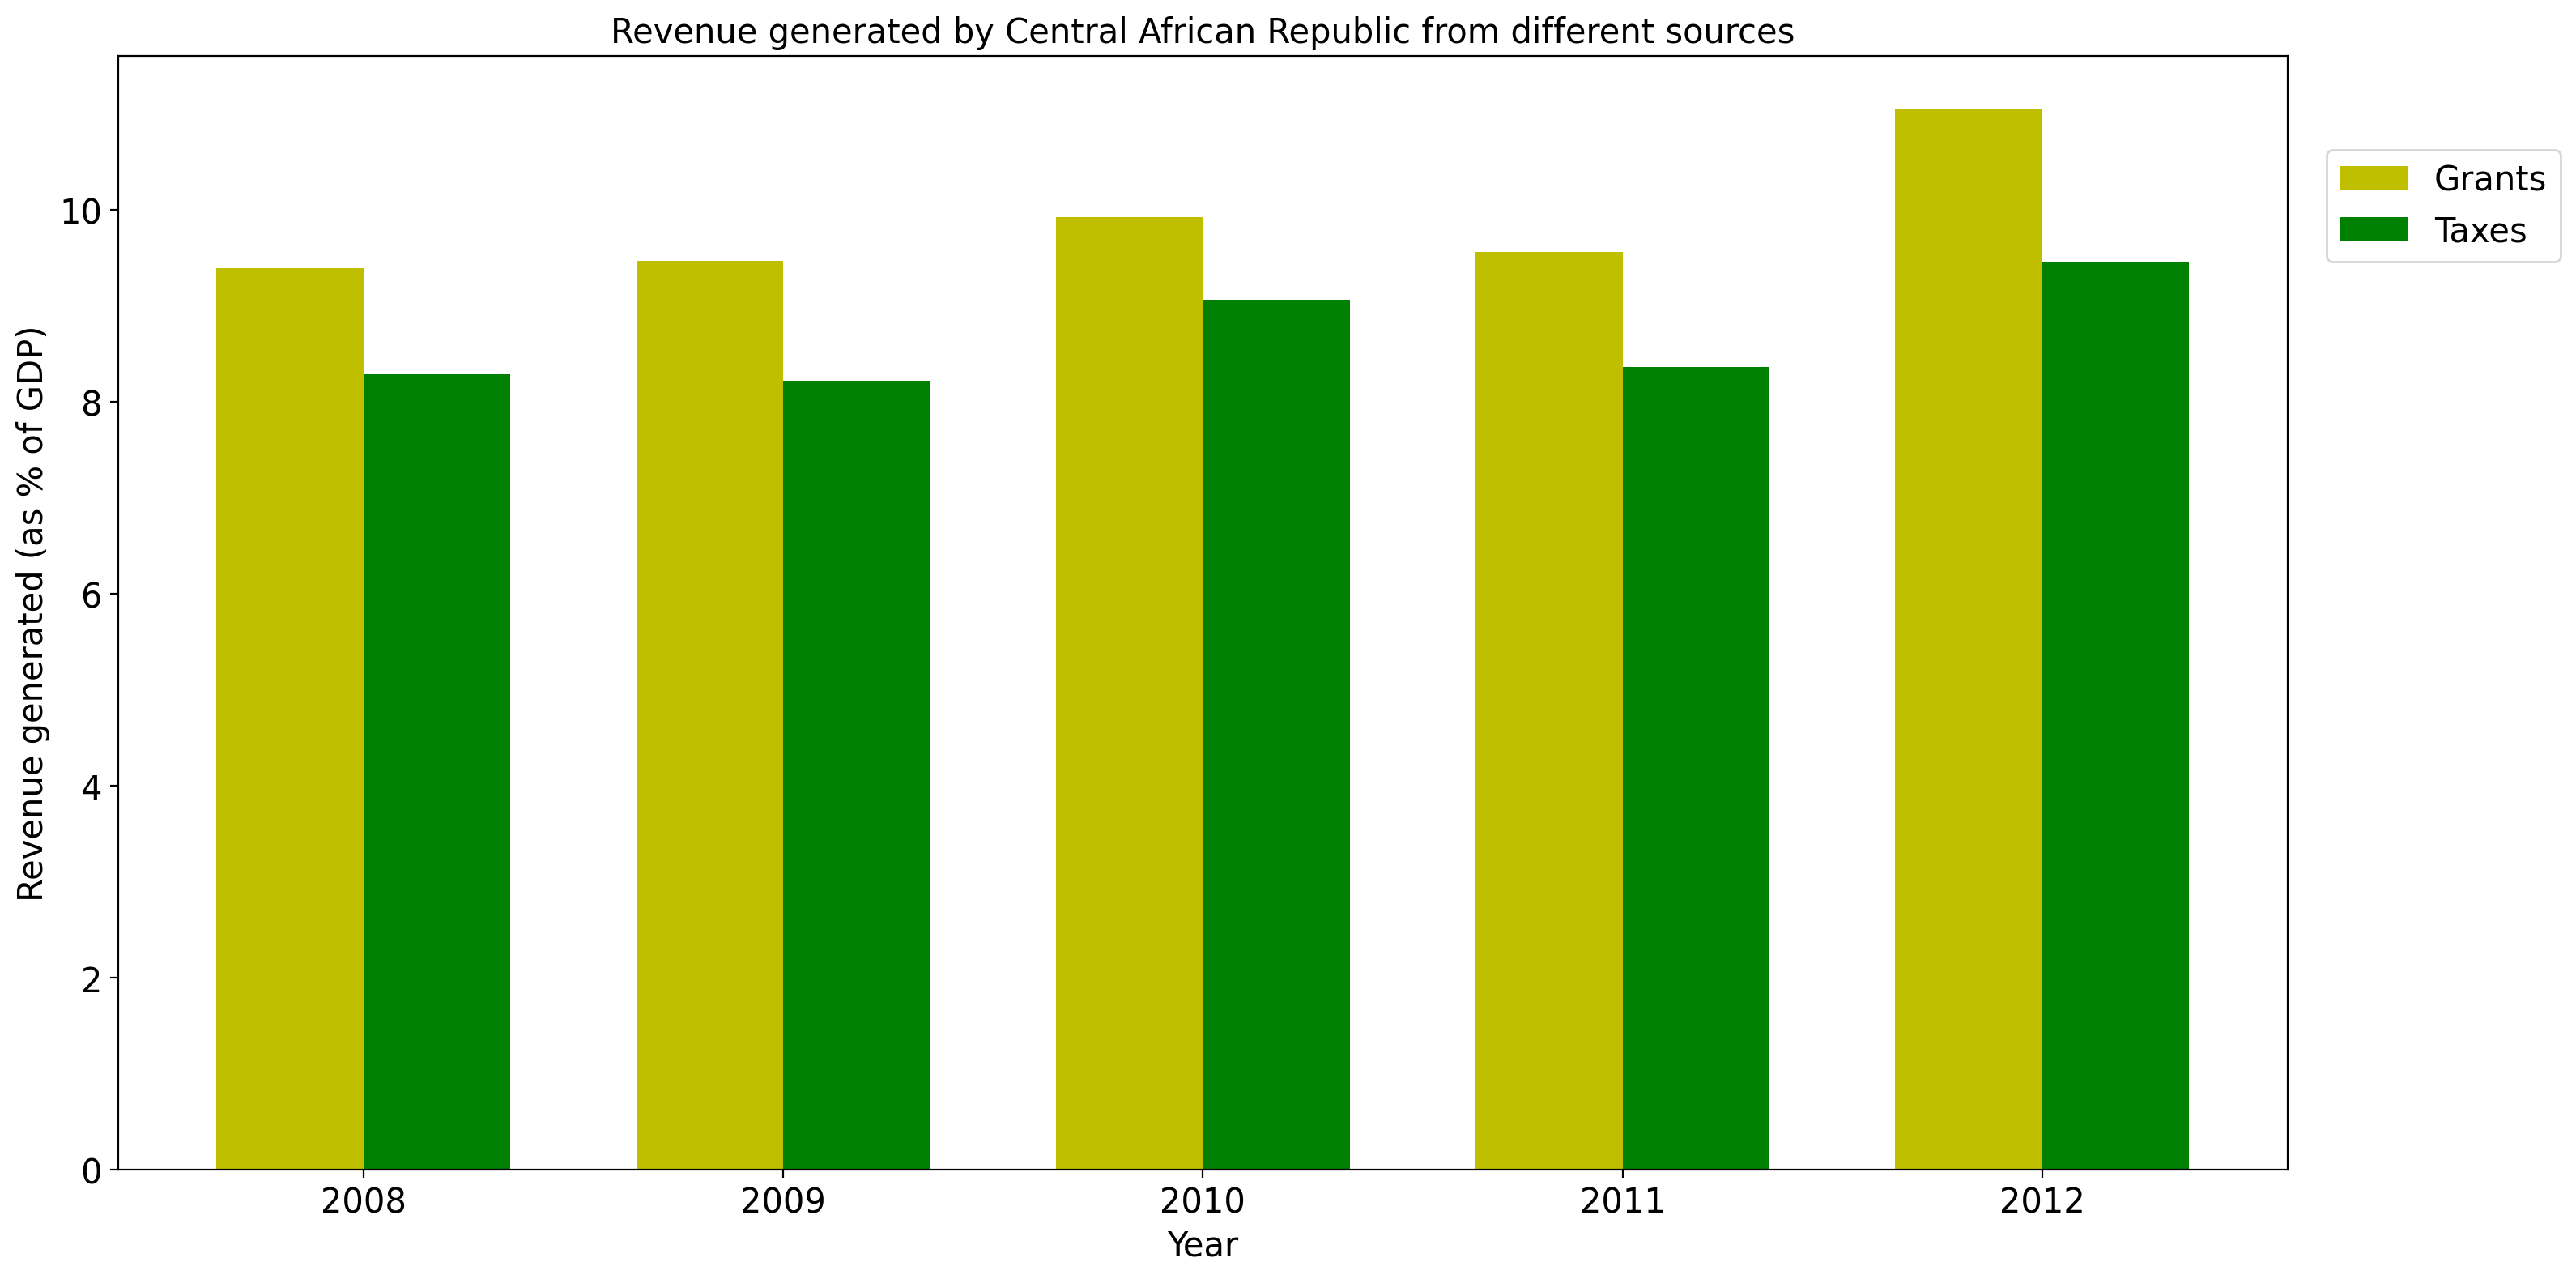 Revenue generated by Central African Republic from different sources
Revenue generated (as % of GDP)
10
8
6
4
2
0
2008 2009 2010 2011 2012
Year
Grants
Taxes